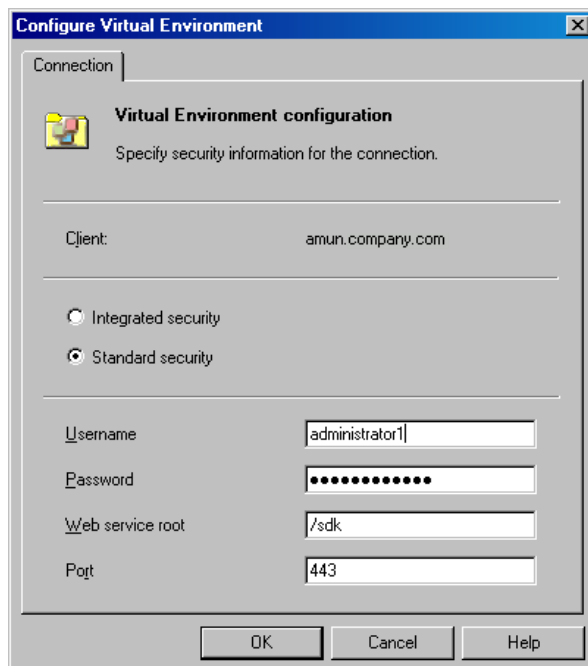 Configure Virtual Environment
Connection
Virtual Environment configuration
Specify security information for the connection.
Client: amun.company.com
Integrated security
Standard security
Username administrator1
Password ●●●●●●●●●●●●
Web service root /sdk
Port 443
OK Cancel Help